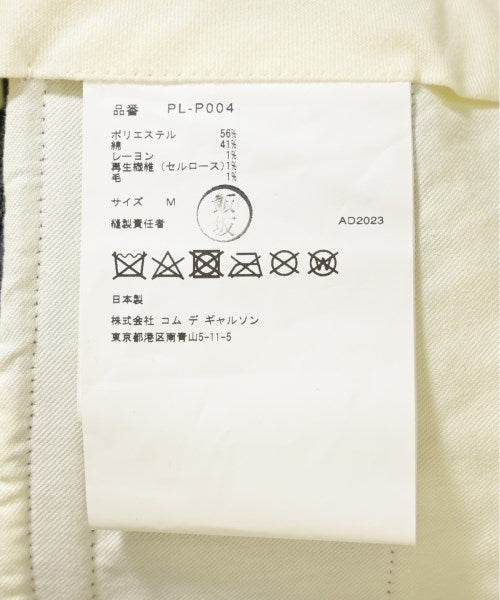 品番 PL-P004
ポリエステル 56%
綿 41%
レーヨン 1%
再生繊維 (セルロース) 1%
毛 1%
サイズ M
縫製責任者 飯坂 AD2023
日本製
株式会社 コム デ ギャルソン
東京都港区南青山5-11-5